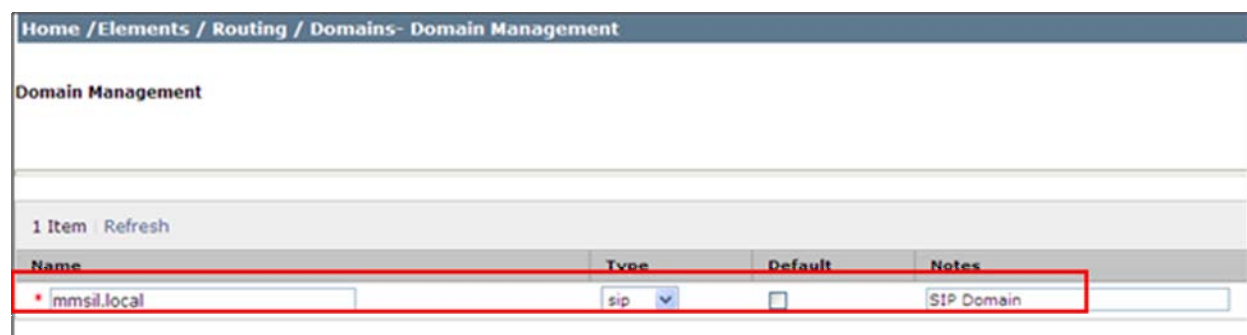 Home /Elements / Routing / Domains- Domain Management
Domain Management
1 Item Refresh
Name Type Default Notes
* mmsil.local sip SIP Domain